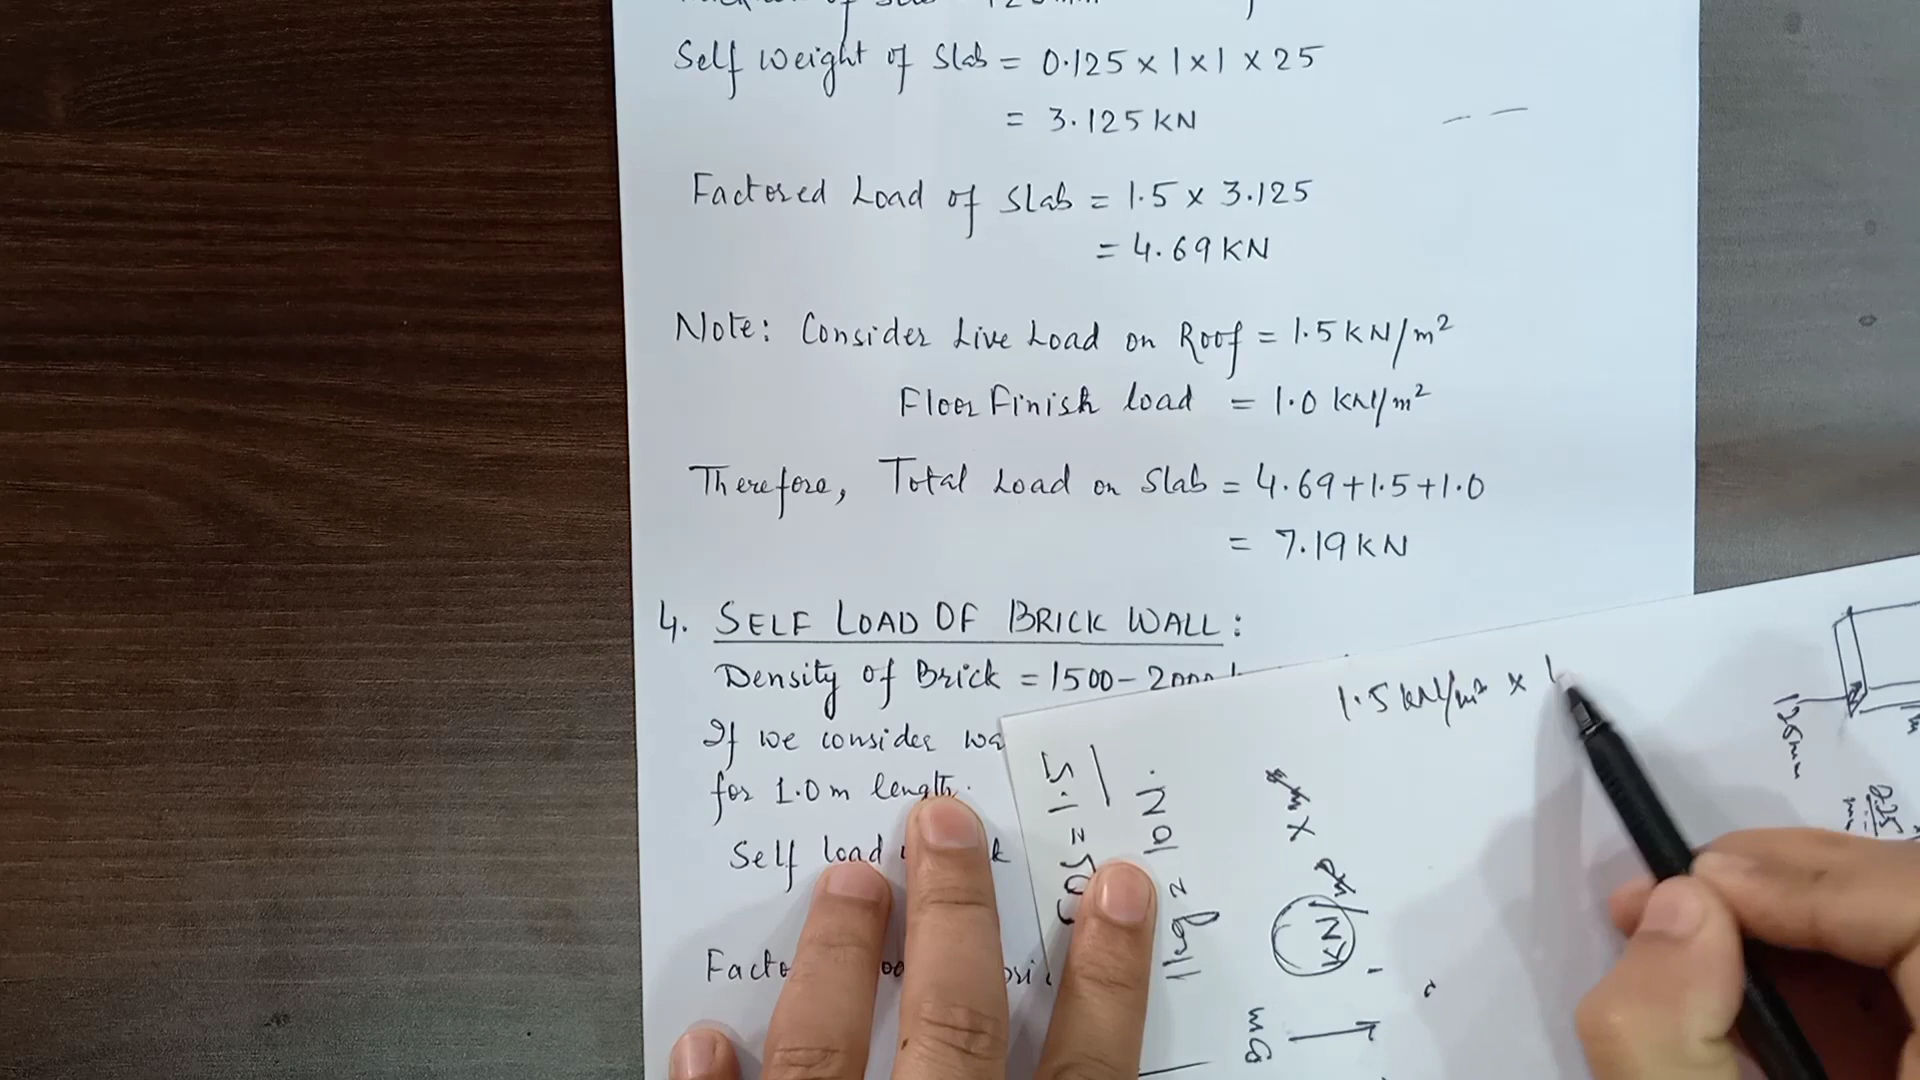 Self Weight of Slab = 0.125 x 1 x 1 x 25
= 3.125 KN
Factored Load of Slab = 1.5 x 3.125
= 4.69 KN
Note: Consider Live Load on Roof = 1.5 KN/m²
Floor Finish load = 1.0 KN/m²
Therefore, Total Load on Slab = 4.69+1.5+1.0
= 7.19 KN
4. SELF LOAD OF BRICK WALL:
Density of Brick = 1500-2000
If we consider
for 1.0m length.
Self load
1.5 KN/m² x 1
125mm
KN